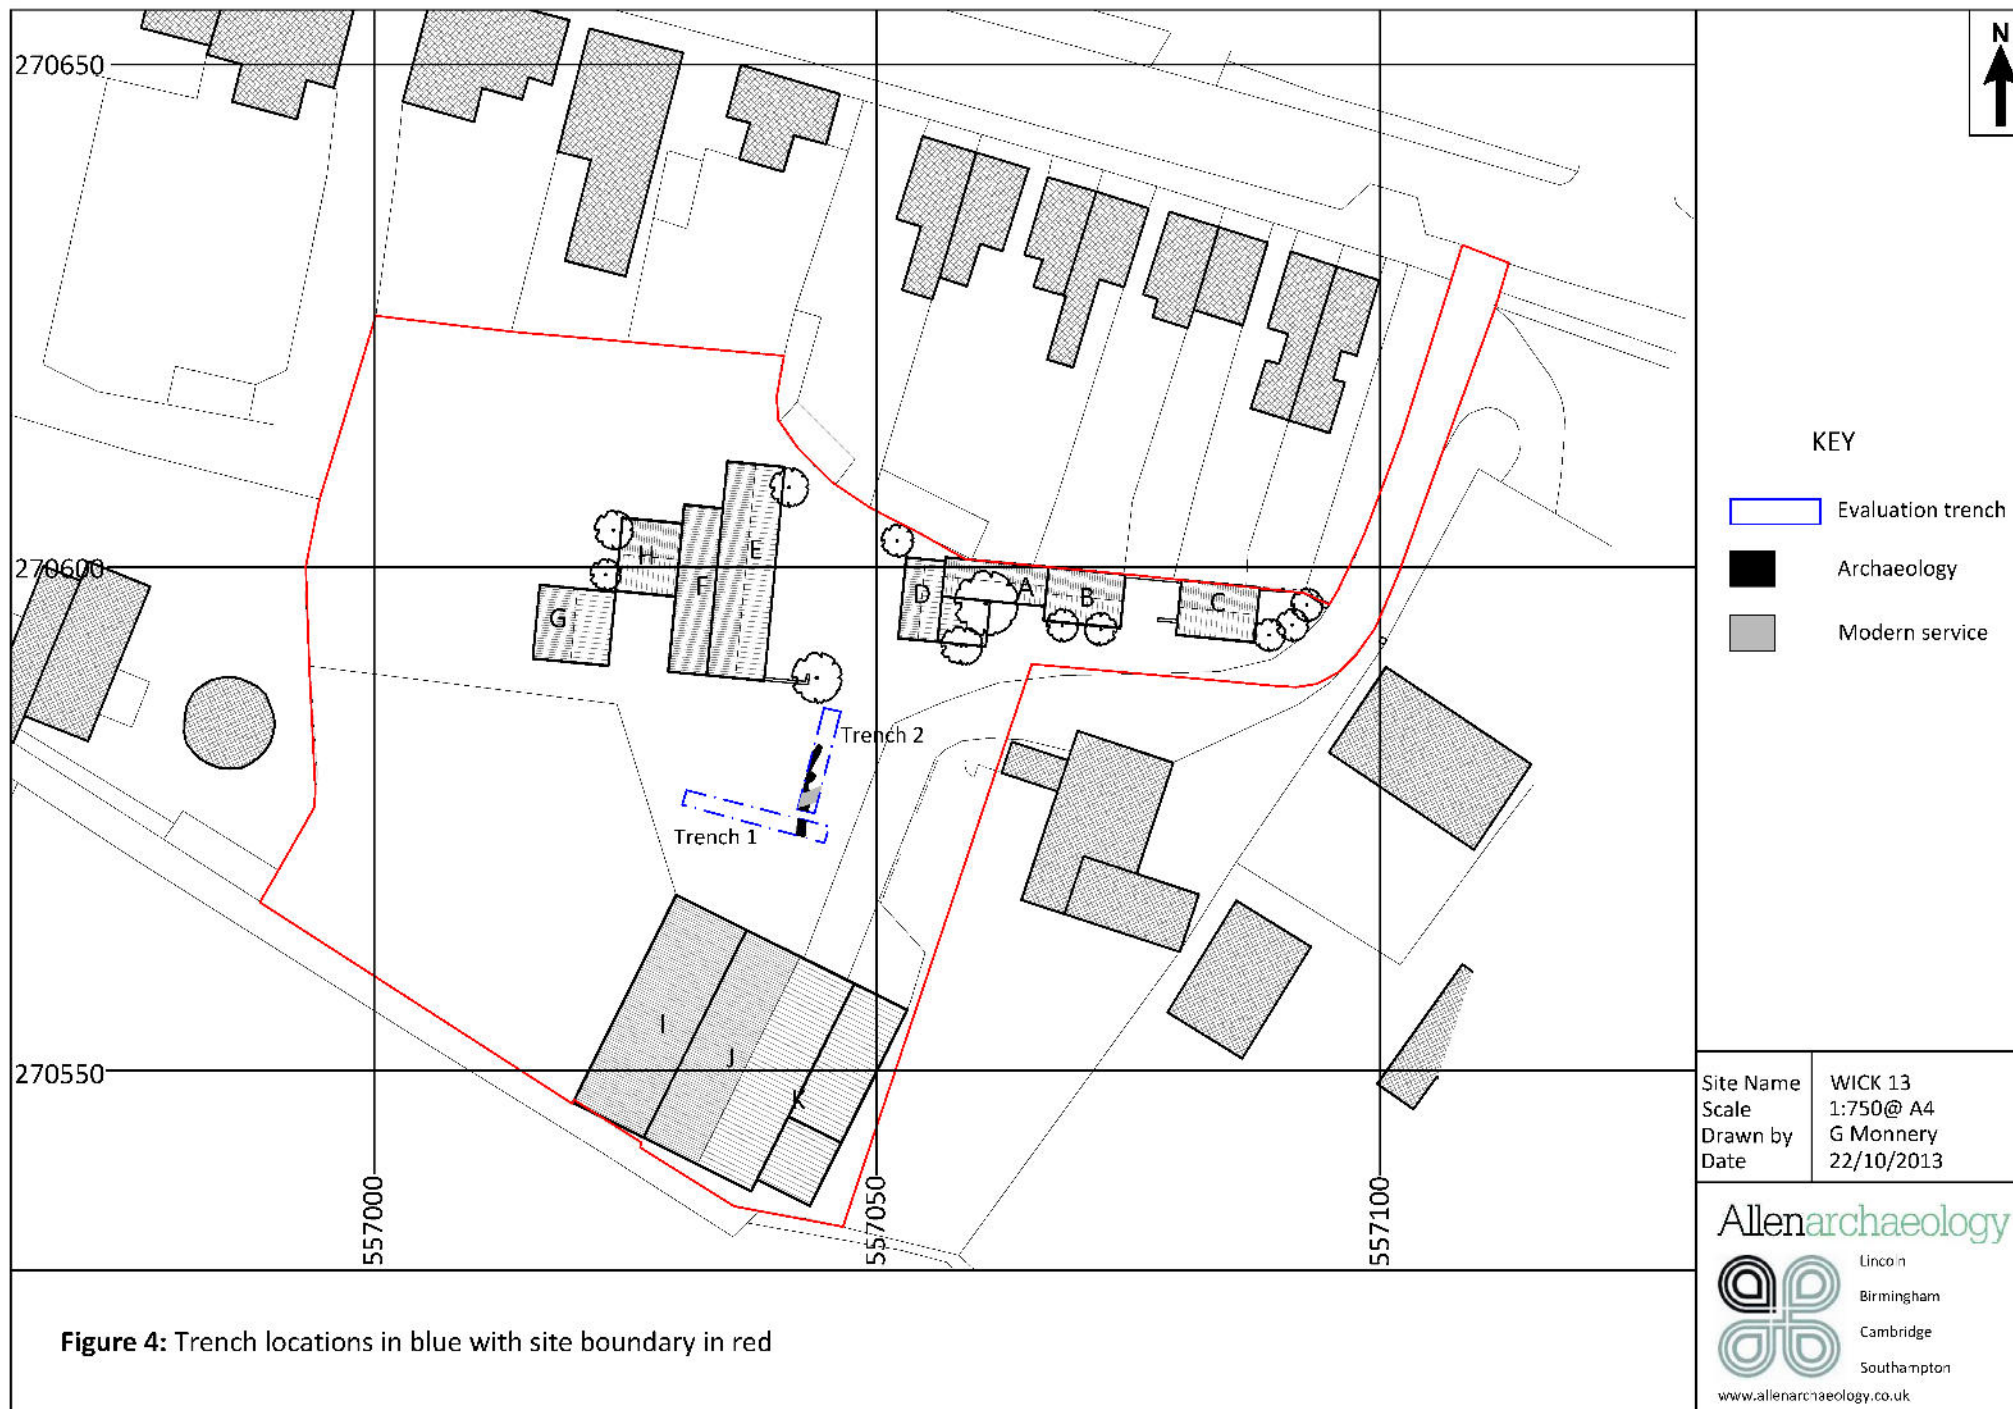 N
270650
270600
270550
557000
557050
557100
H
E
F
G
D
A
B
C
I
J
K
Trench 2
Trench 1
KEY
Evaluation trench
Archaeology
Modern service
Site Name WICK 13
Scale 1:750@ A4
Drawn by G Monnery
Date 22/10/2013
Allenarchaeology
Lincoln
Birmingham
Cambridge
Southampton
www.allenarchaeology.co.uk
Figure 4: Trench locations in blue with site boundary in red